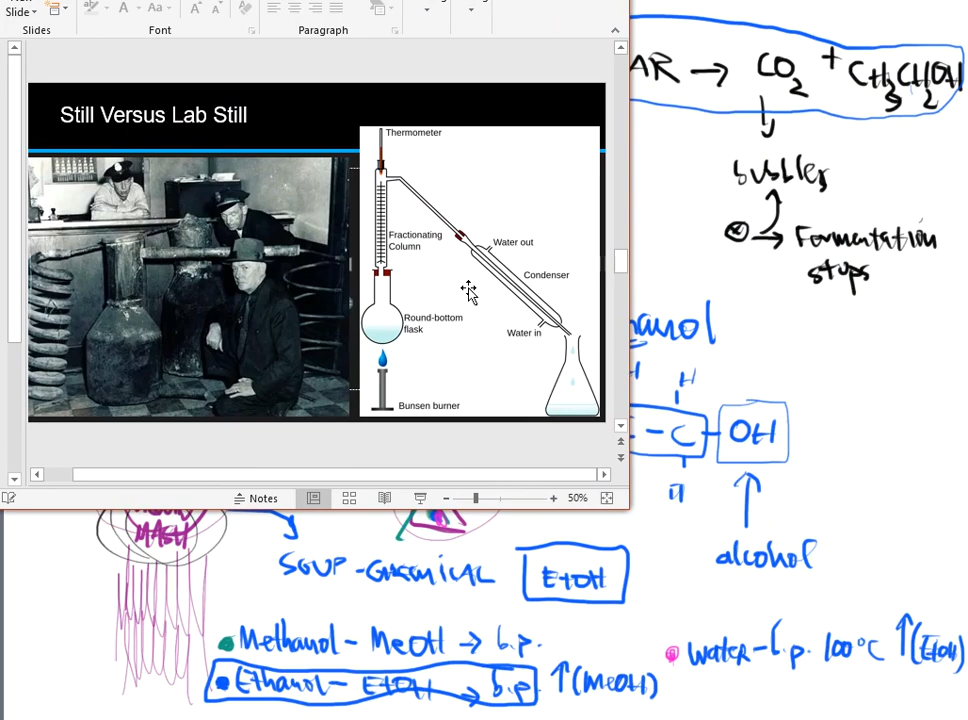 Slide
Slides
Font
Paragraph
Still Versus Lab Still
Thermometer
Fractionating
Column
Water out
Condenser
Round-bottom
flask
Water in
Bunsen burner
Notes
50%
AR → CO2 + CH3CH2OH
bubbles
Fermentation
stops
anol
H
H
C - OH
H
alcohol
MASH
SOUP - CHEMICAL
EtOH
Methanol - MeOH → b.p.
Ethanol - EtOH → b.p. ↑(MeOH)
water - b.p. 100°C ↑(EtOH)